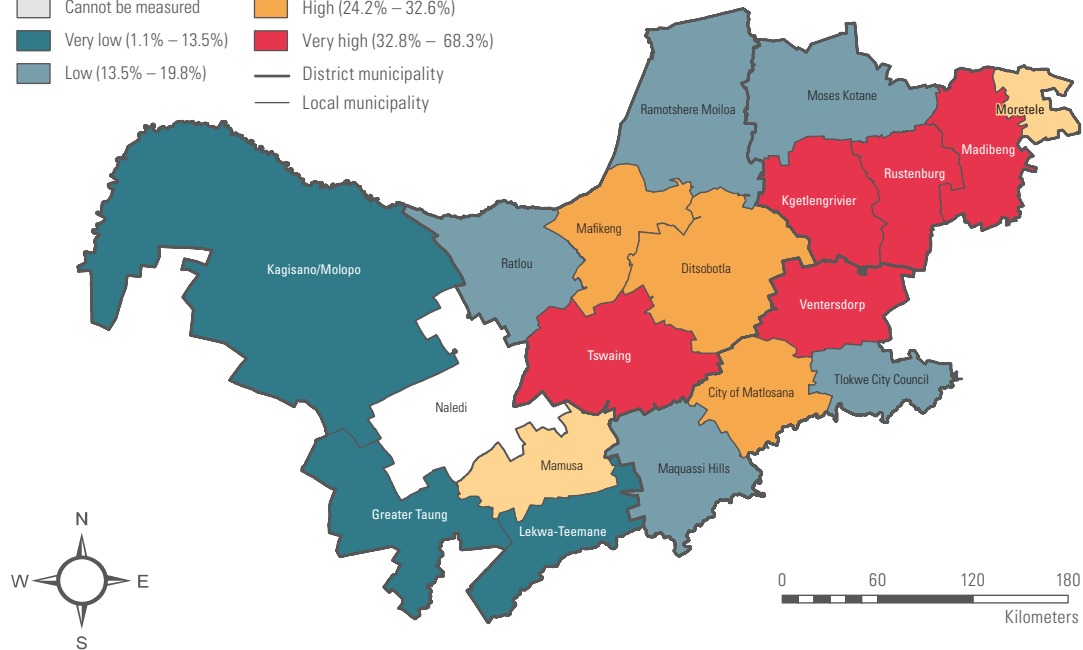 Cannot be measured
High (24.2% – 32.6%)
Very low (1.1% – 13.5%)
Very high (32.8% – 68.3%)
Low (13.5% – 19.8%)
District municipality
Local municipality
Ramotshere Moiloa
Moses Kotane
Moretele
Madibeng
Rustenburg
Kgetlengrivier
Mafikeng
Ratlou
Kagisano/Molopo
Ditsobotla
Ventersdorp
Tswaing
Tlokwe City Council
City of Matlosana
Naledi
Mamusa
Maquassi Hills
Greater Taung
Lekwa-Teemane
N
W
E
S
0 60 120 180
Kilometers